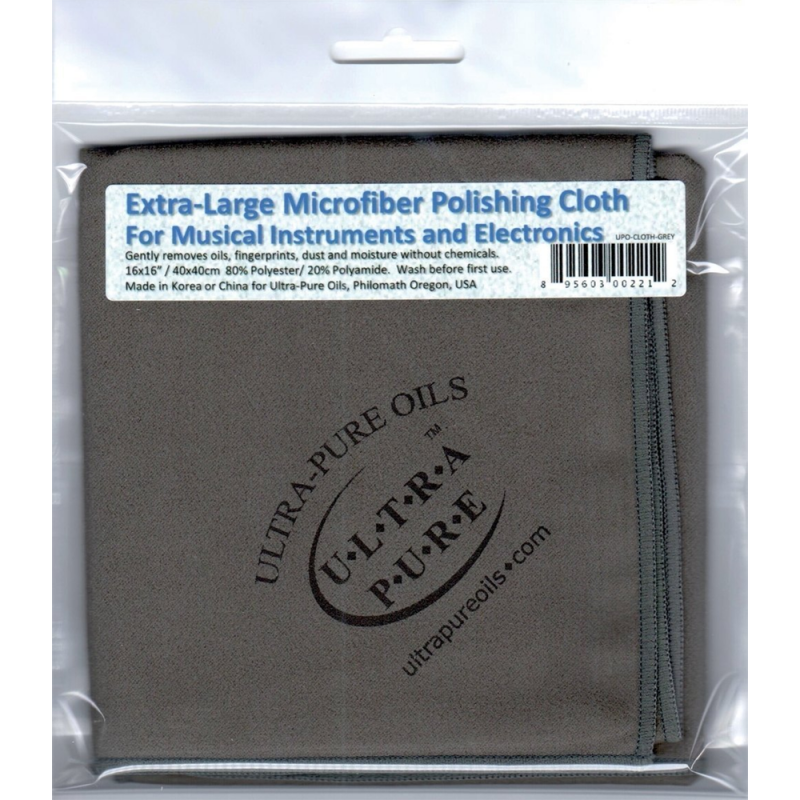 Extra-Large Microfiber Polishing Cloth
For Musical Instruments and Electronics
UPO-CLOTH-GREY
Gently removes oils, fingerprints, dust and moisture without chemicals.
16x16" / 40x40cm 80% Polyester/ 20% Polyamide. Wash before first use.
Made in Korea or China for Ultra-Pure Oils, Philomath Oregon, USA
8 95603 00221 2
ULTRA-PURE OILS
™
U·L·T·R·A
P·U·R·E
ultrapureoils•com